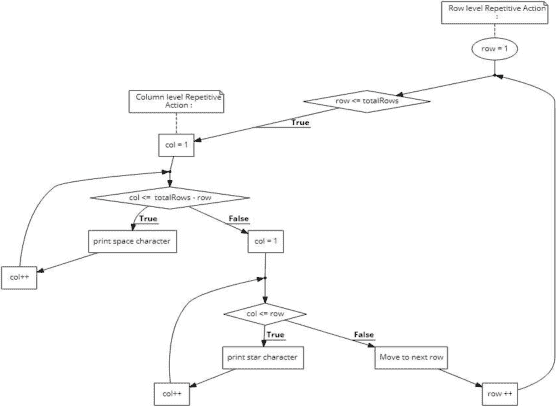 Row level Repetitive Action
:
row = 1
row <= totalRows
Column level Repetitive
Action :
True
col = 1
col <= totalRows - row
True
False
print space character
col = 1
col++
col <= row
True
False
print star character
Move to next row
col++
row ++